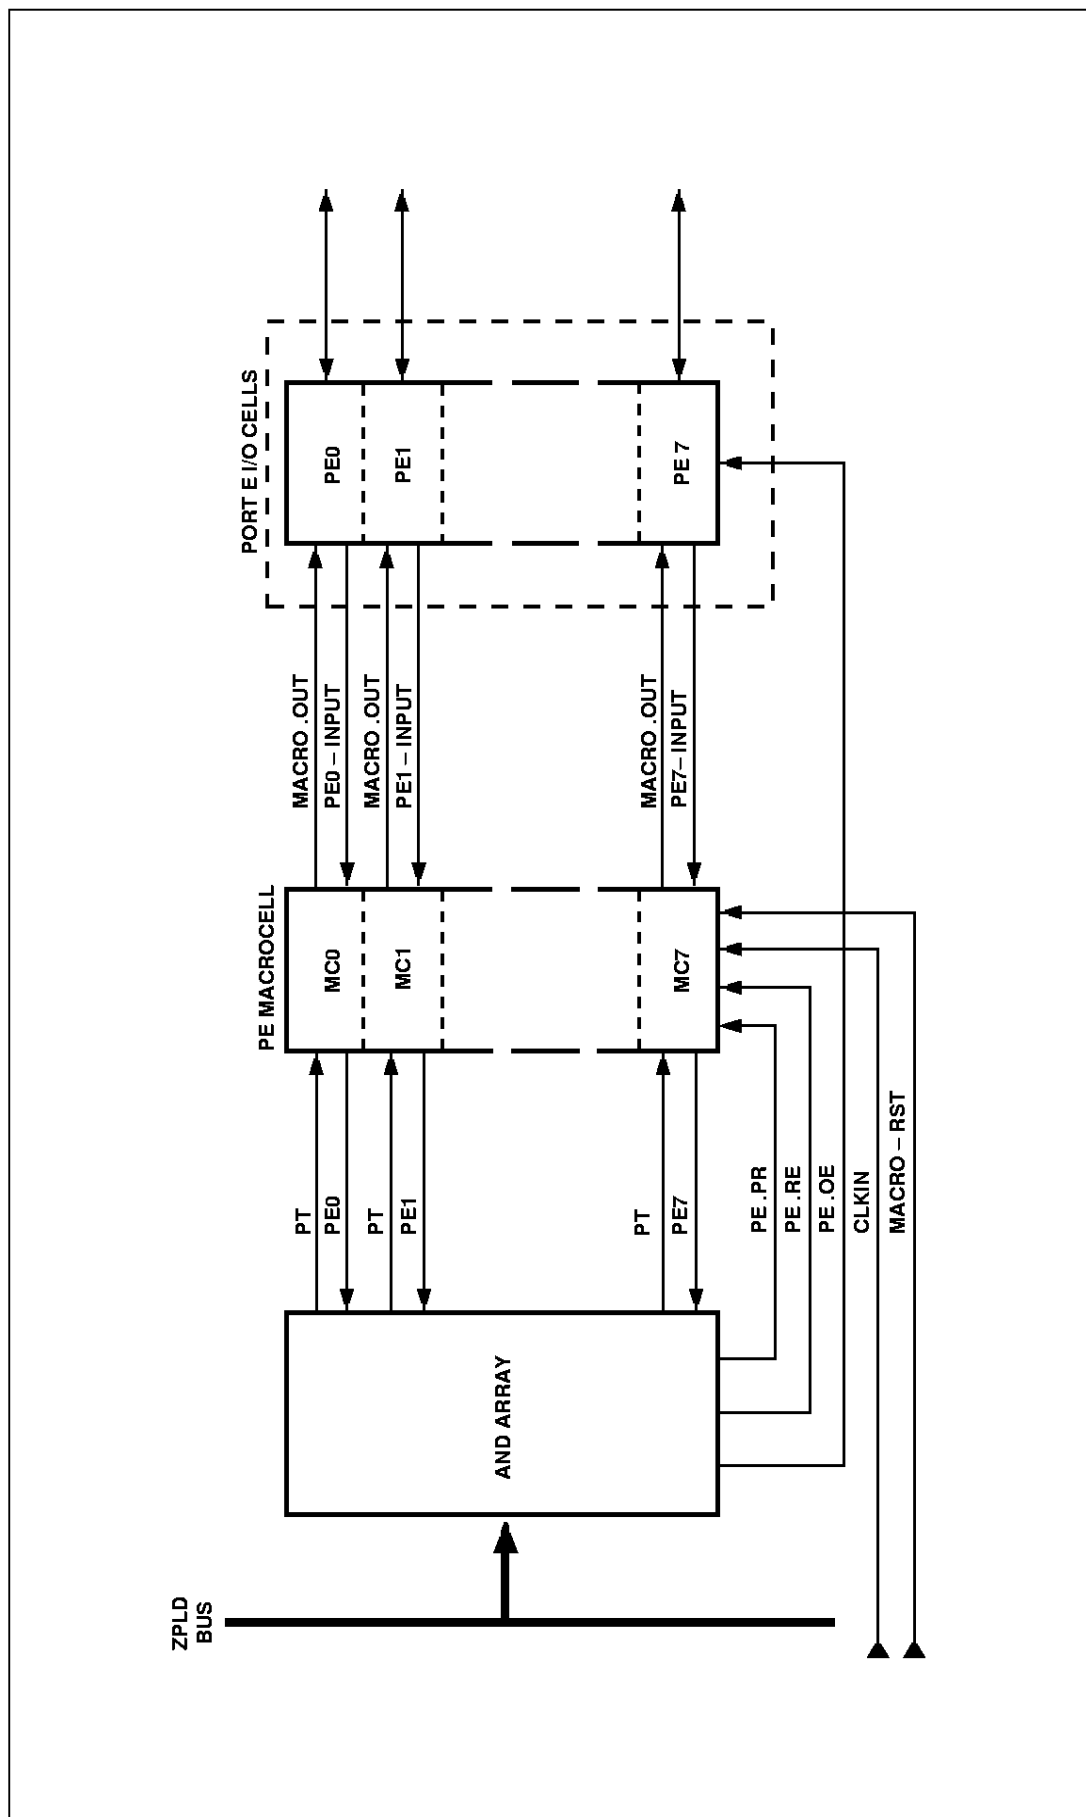 ZPLD
BUS
AND ARRAY
PT
PE0
PT
PE1
PT
PE7
PE .PR
PE .RE
PE .OE
CLKIN
MACRO – RST
PE MACROCELL
MC0
MC1
MC7
MACRO .OUT
PE0 – INPUT
MACRO .OUT
PE1 – INPUT
MACRO .OUT
PE7– INPUT
PORT E I/O CELLS
PE0
PE1
PE 7